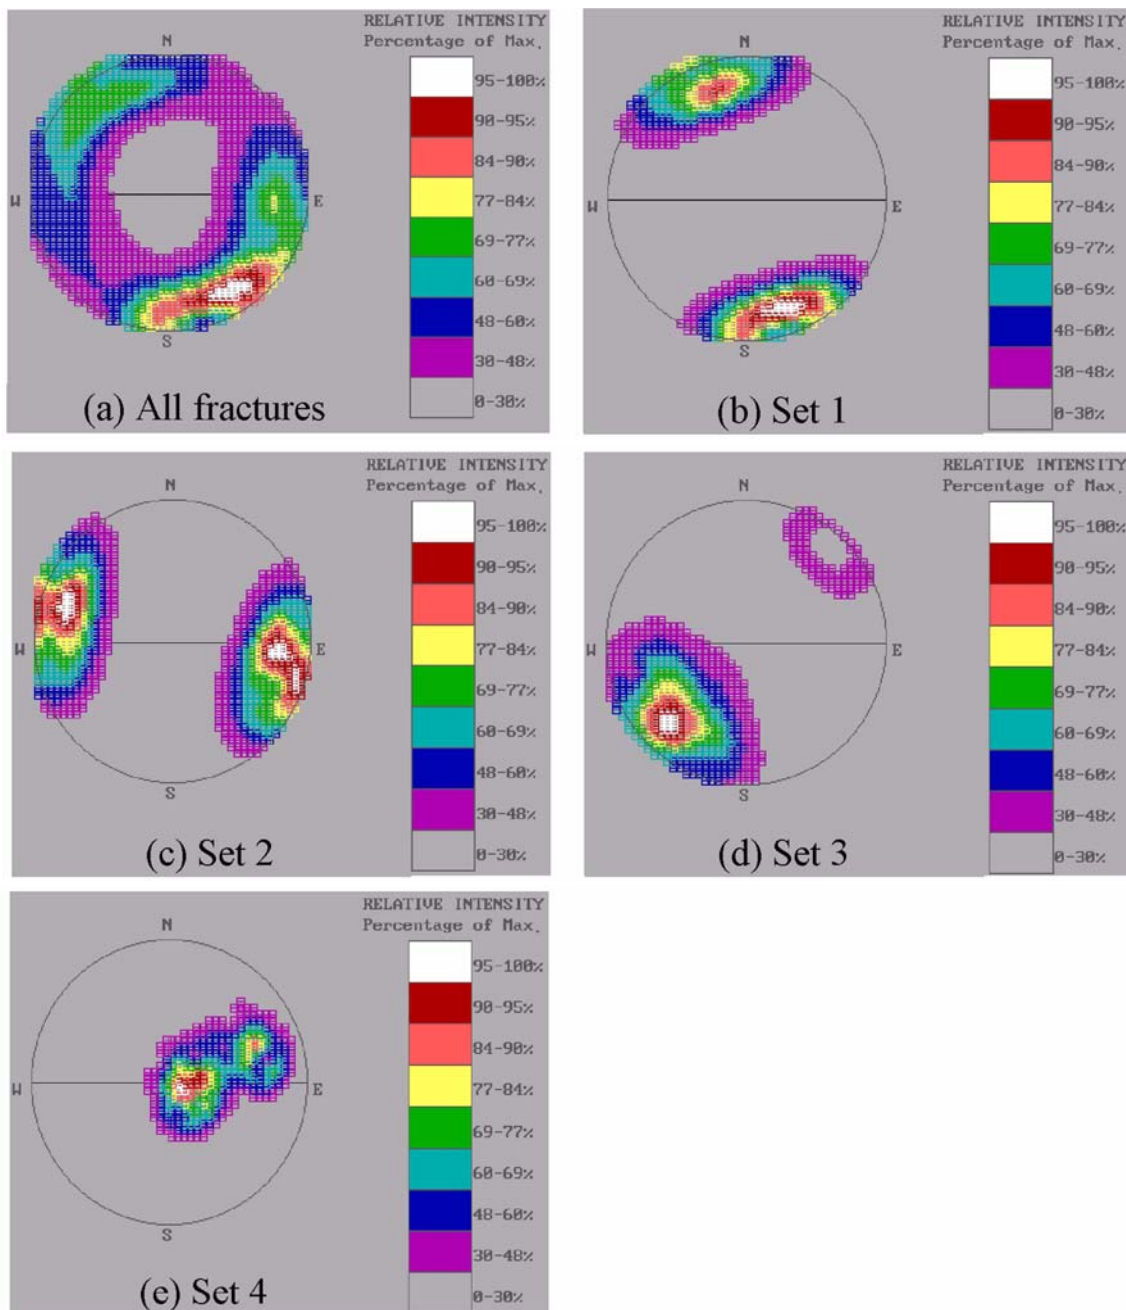 RELATIVE INTENSITY
Percentage of Max.
N
W
E
S
95-100%
90-95%
84-90%
77-84%
69-77%
60-69%
48-60%
30-48%
0-30%
(a) All fractures
RELATIVE INTENSITY
Percentage of Max.
N
W
E
S
95-100%
90-95%
84-90%
77-84%
69-77%
60-69%
48-60%
30-48%
0-30%
(b) Set 1
RELATIVE INTENSITY
Percentage of Max.
N
W
E
S
95-100%
90-95%
84-90%
77-84%
69-77%
60-69%
48-60%
30-48%
0-30%
(c) Set 2
RELATIVE INTENSITY
Percentage of Max.
N
W
E
S
95-100%
90-95%
84-90%
77-84%
69-77%
60-69%
48-60%
30-48%
0-30%
(d) Set 3
RELATIVE INTENSITY
Percentage of Max.
N
W
E
S
95-100%
90-95%
84-90%
77-84%
69-77%
60-69%
48-60%
30-48%
0-30%
(e) Set 4